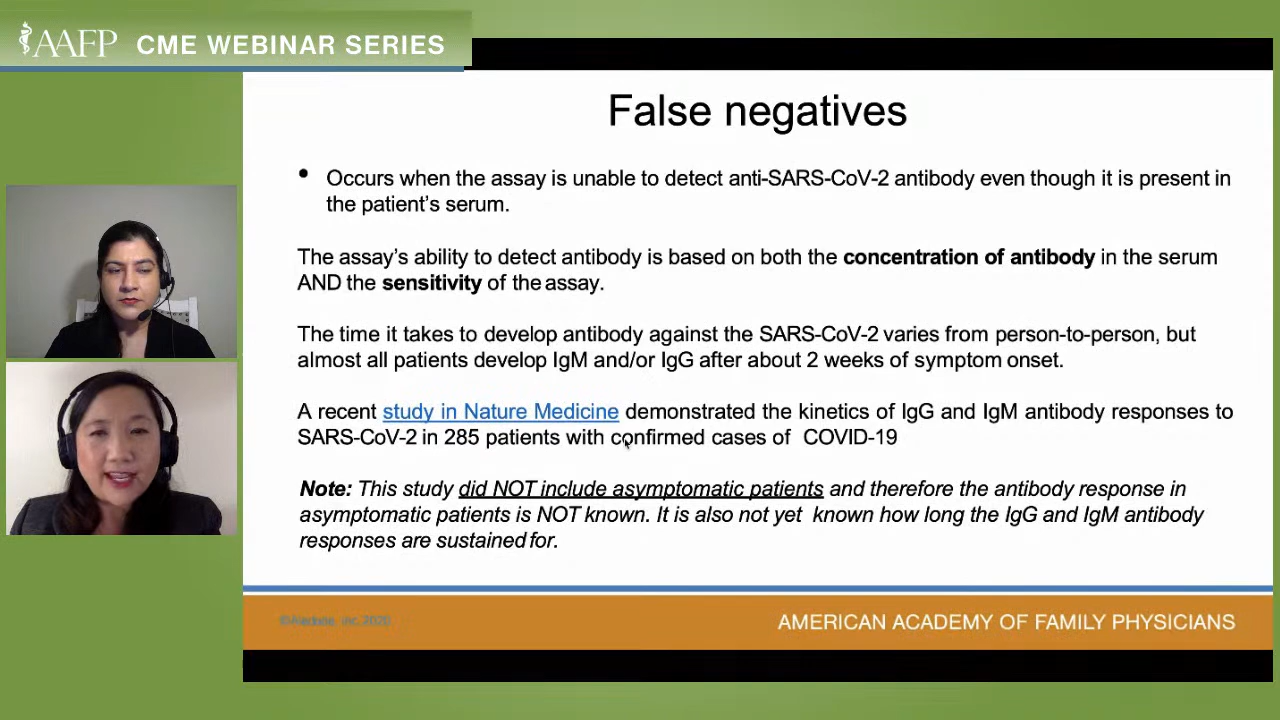 AAFP CME WEBINAR SERIES
False negatives
• Occurs when the assay is unable to detect anti-SARS-CoV-2 antibody even though it is present in
the patient's serum.
The assay's ability to detect antibody is based on both the concentration of antibody in the serum
AND the sensitivity of the assay.
The time it takes to develop antibody against the SARS-CoV-2 varies from person-to-person, but
almost all patients develop IgM and/or IgG after about 2 weeks of symptom onset.
A recent study in Nature Medicine demonstrated the kinetics of IgG and IgM antibody responses to
SARS-CoV-2 in 285 patients with confirmed cases of COVID-19
Note: This study did NOT include asymptomatic patients and therefore the antibody response in
asymptomatic patients is NOT known. It is also not yet known how long the IgG and IgM antibody
responses are sustained for.
Inc. 2020
AMERICAN ACADEMY OF FAMILY PHYSICIANS